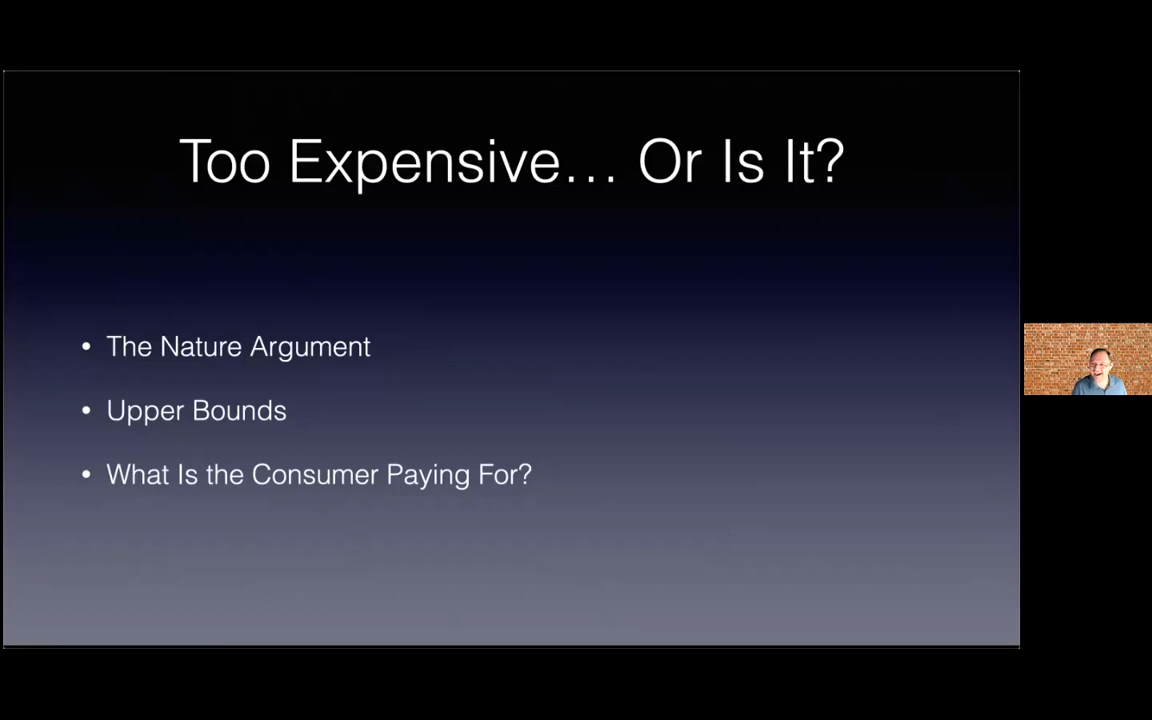 Too Expensive… Or Is It?
• The Nature Argument
• Upper Bounds
• What Is the Consumer Paying For?